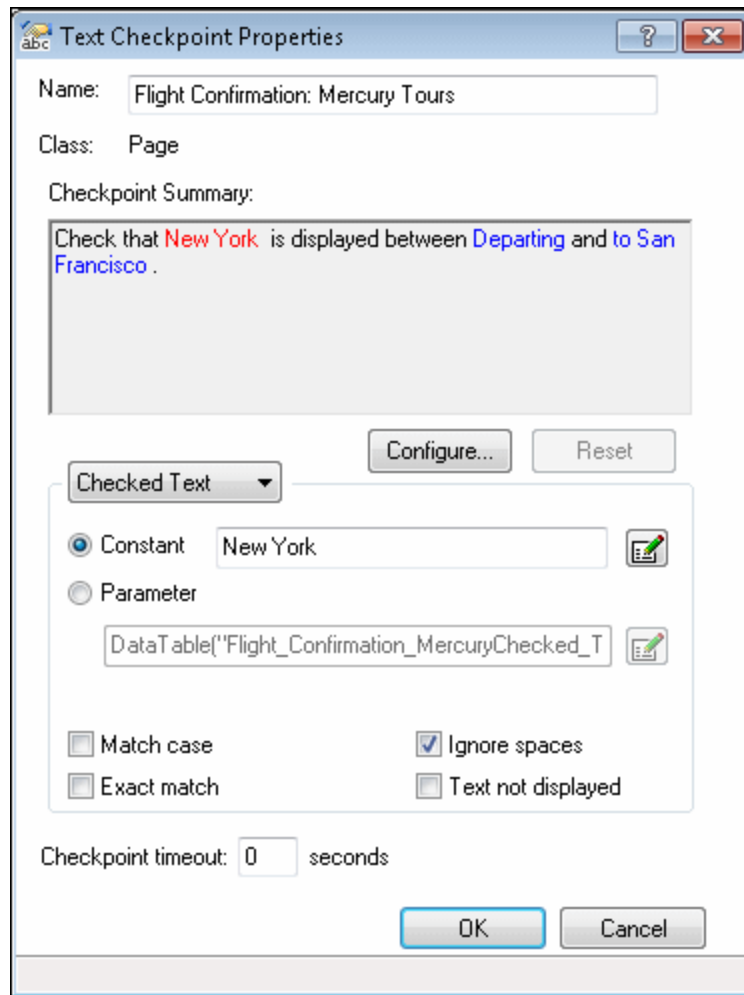 abc Text Checkpoint Properties ?
Name: Flight Confirmation: Mercury Tours
Class: Page
Checkpoint Summary:
Check that New York is displayed between Departing and to San
Francisco .
Configure... Reset
Checked Text
Constant New York
Parameter
DataTable("Flight_Confirmation_MercuryChecked_T
Match case Ignore spaces
Exact match Text not displayed
Checkpoint timeout: 0 seconds
OK Cancel